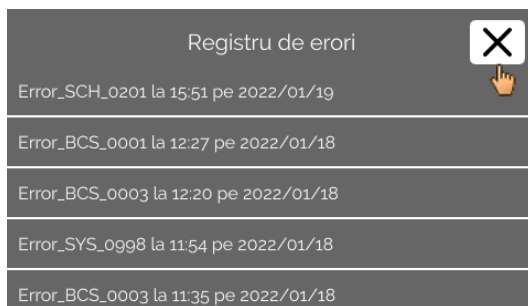 Registru de erori
Error_SCH_0201 la 15:51 pe 2022/01/19
Error_BCS_0001 la 12:27 pe 2022/01/18
Error_BCS_0003 la 12:20 pe 2022/01/18
Error_SYS_0998 la 11:54 pe 2022/01/18
Error_BCS_0003 la 11:35 pe 2022/01/18